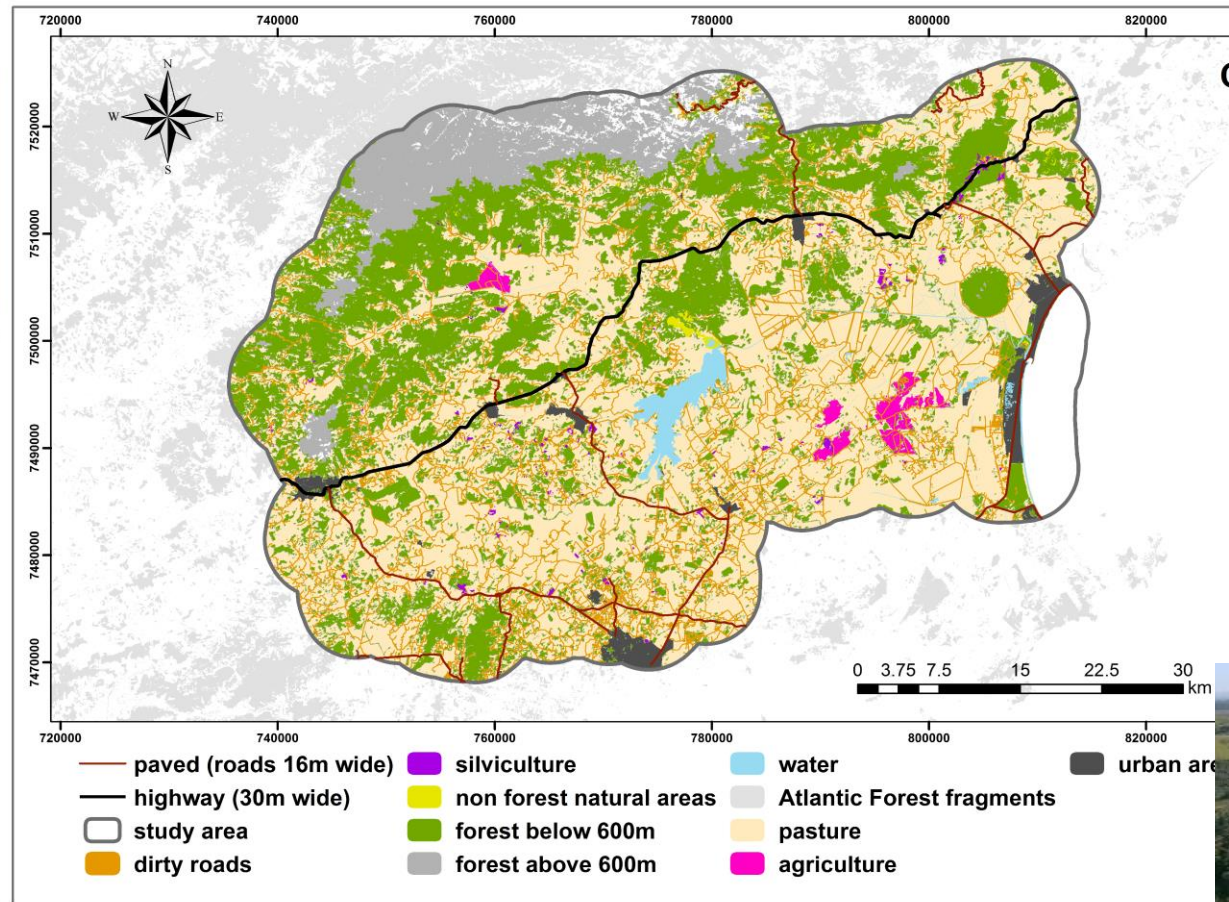 720000 740000 760000 780000 800000 820000
C
N
W E
S
7520000
7510000
7500000
7490000
7480000
7470000
0 3.75 7.5 15 22.5 30
km
720000 740000 760000 780000 800000 820000
paved (roads 16m wide) silviculture water urban are
highway (30m wide) non forest natural areas Atlantic Forest fragments
study area forest below 600m pasture
dirty roads forest above 600m agriculture